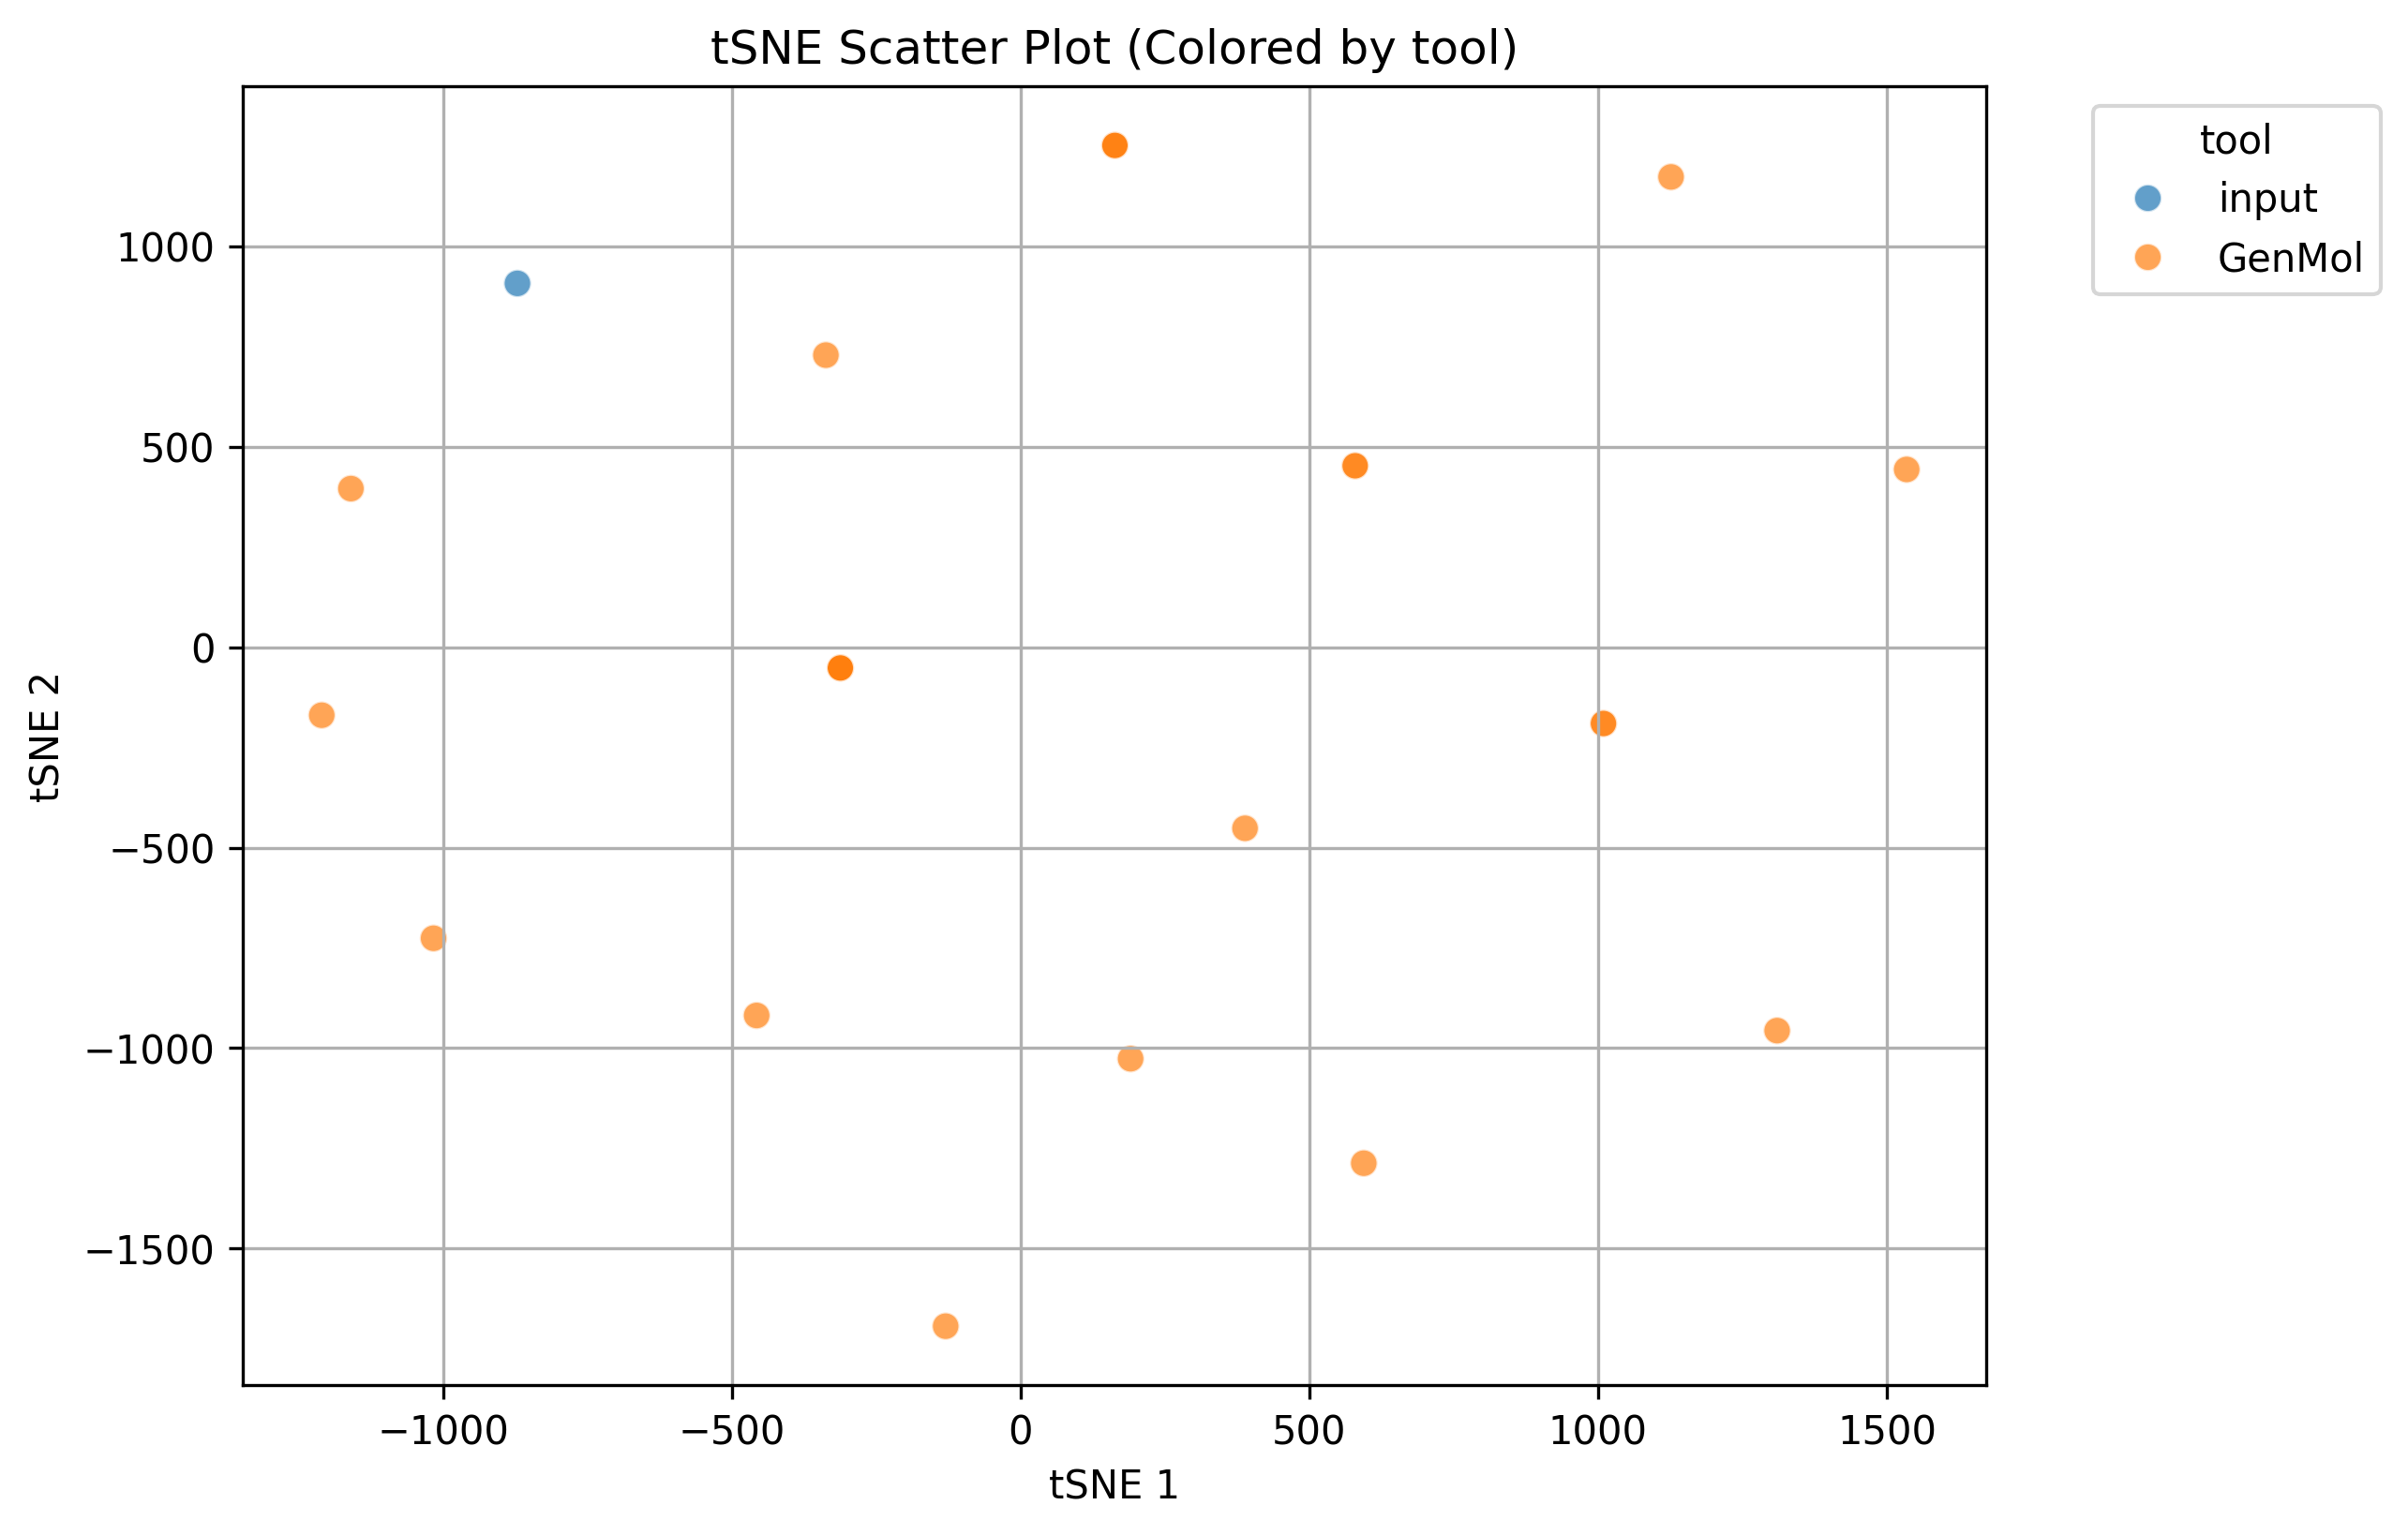 tSNE Scatter Plot (Colored by tool)
tool
input
GenMol
1000
500
0
−500
−1000
−1500
tSNE 2
−1000 −500 0 500 1000 1500
tSNE 1